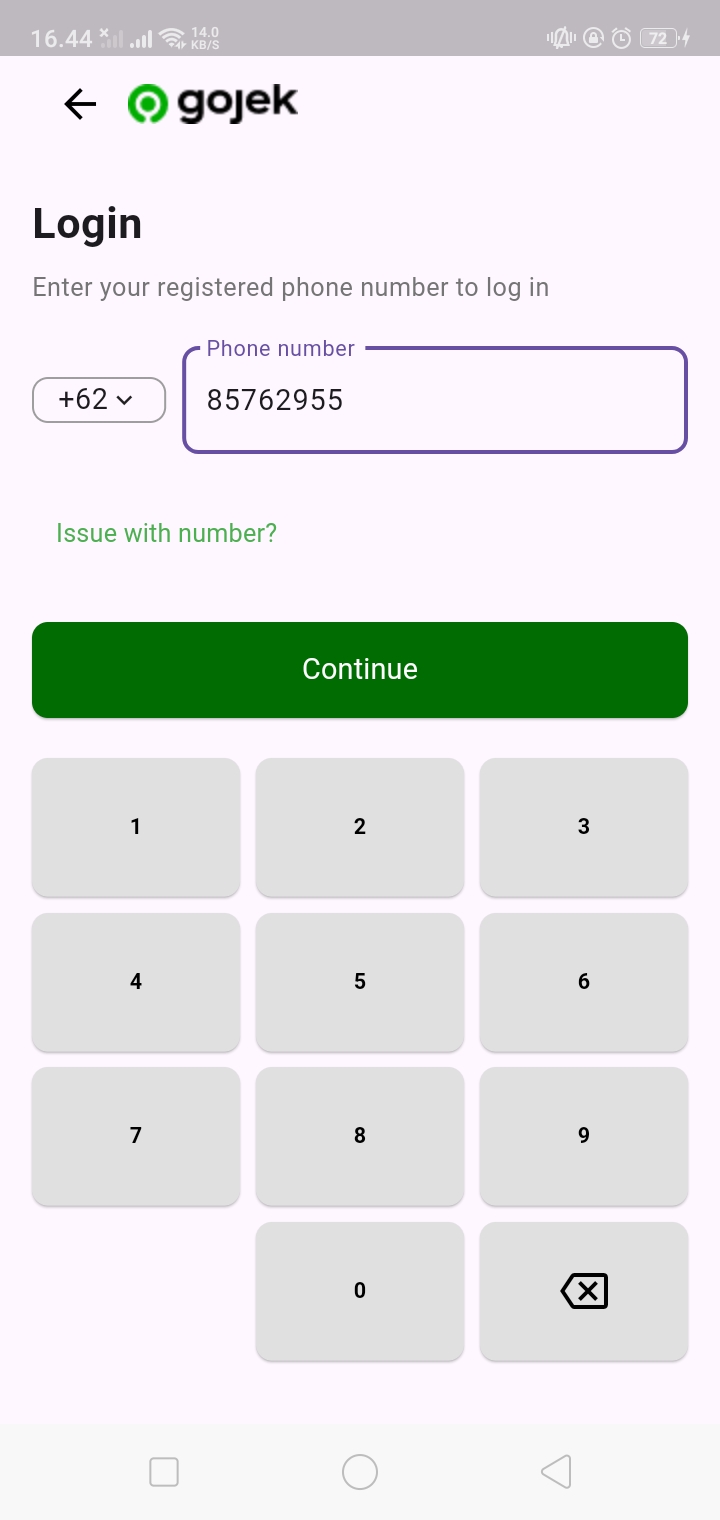 16.44 14.0 KB/S 72
gojek
Login
Enter your registered phone number to log in
Phone number
+62 85762955
Issue with number?
Continue
1 2 3
4 5 6
7 8 9
0